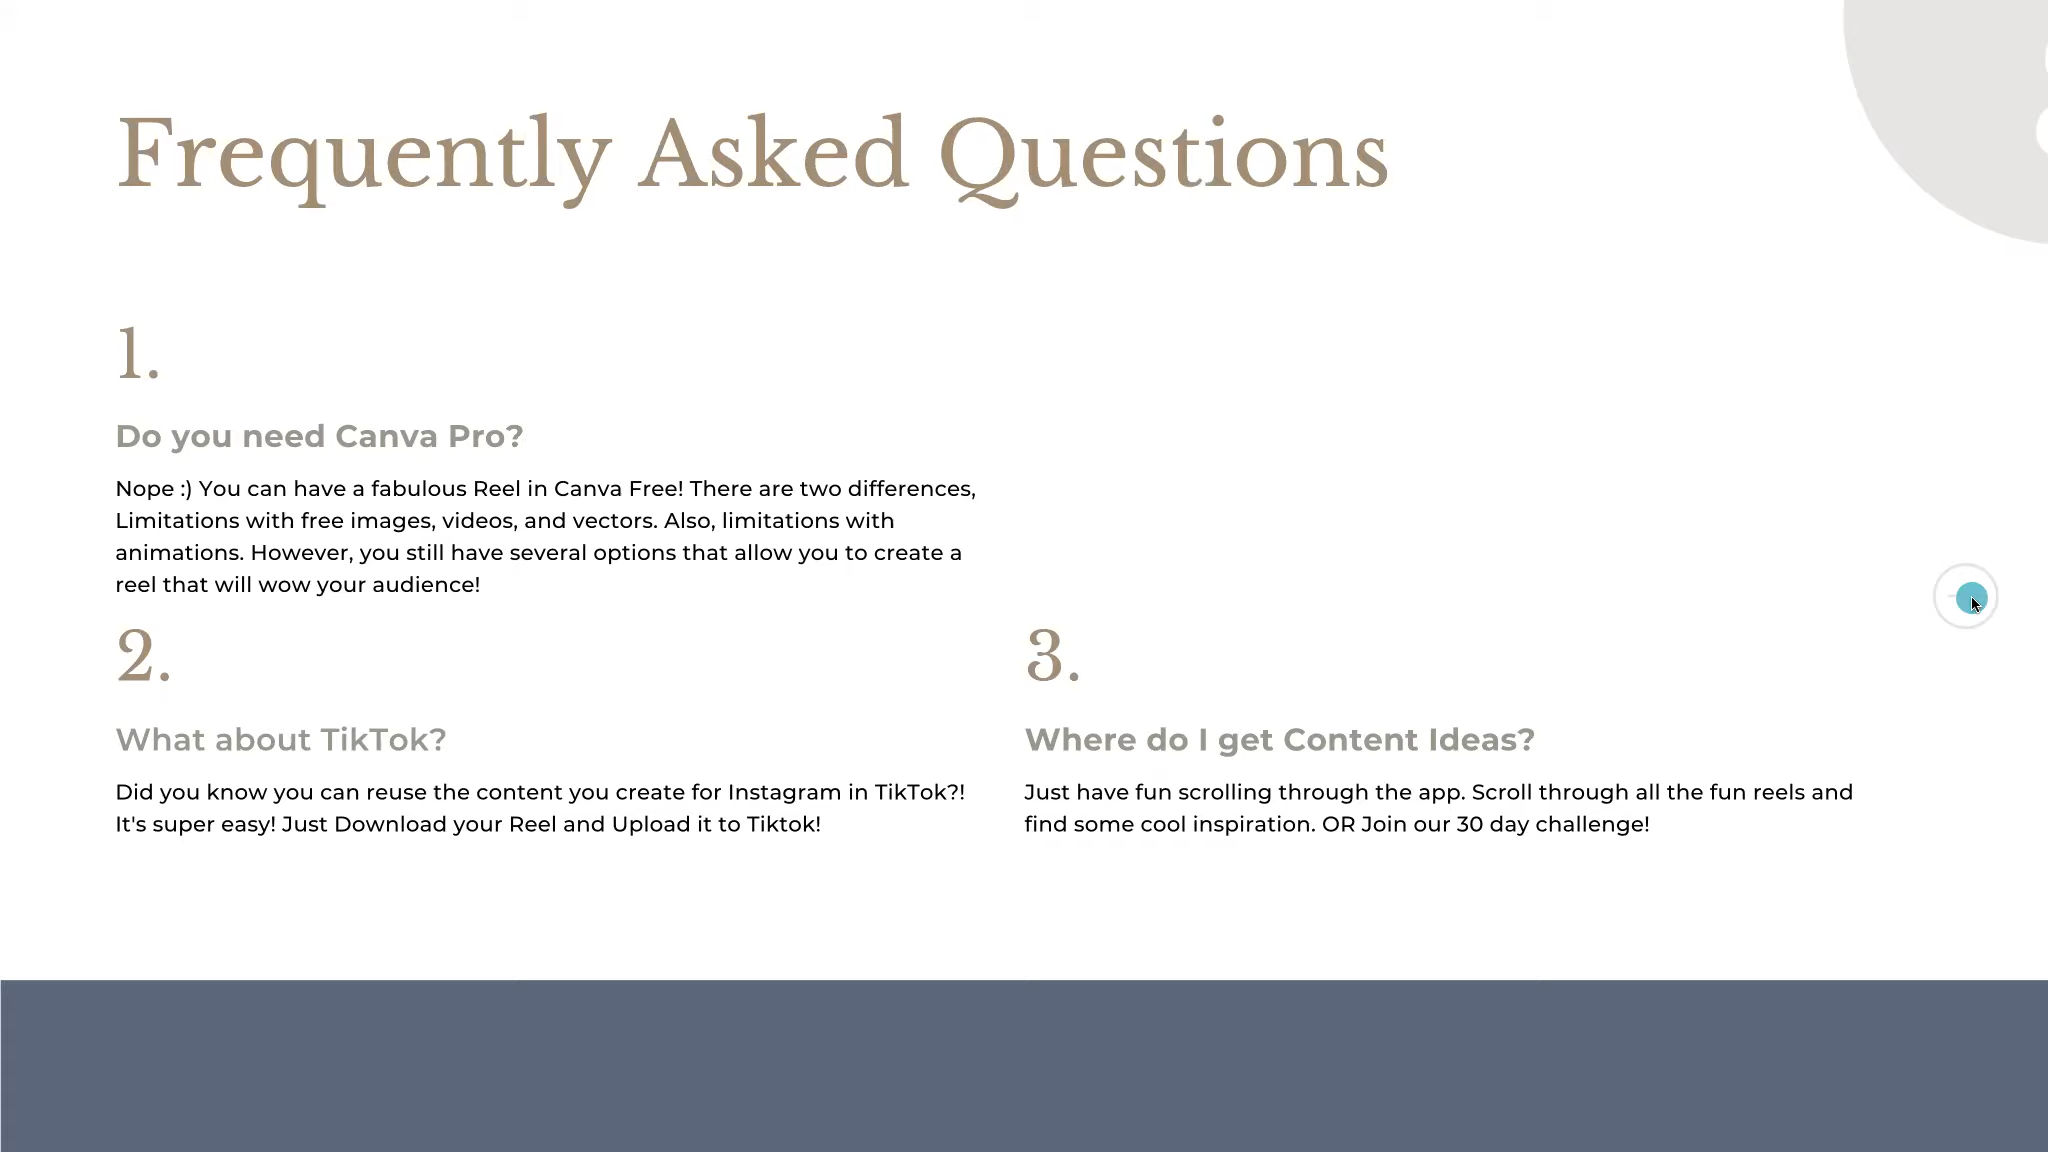 Frequently Asked Questions
1.
Do you need Canva Pro?
Nope :) You can have a fabulous Reel in Canva Free! There are two differences,
Limitations with free images, videos, and vectors. Also, limitations with
animations. However, you still have several options that allow you to create a
reel that will wow your audience!
2.
What about TikTok?
Did you know you can reuse the content you create for Instagram in TikTok?!
It's super easy! Just Download your Reel and Upload it to Tiktok!
3.
Where do I get Content Ideas?
Just have fun scrolling through the app. Scroll through all the fun reels and
find some cool inspiration. OR Join our 30 day challenge!